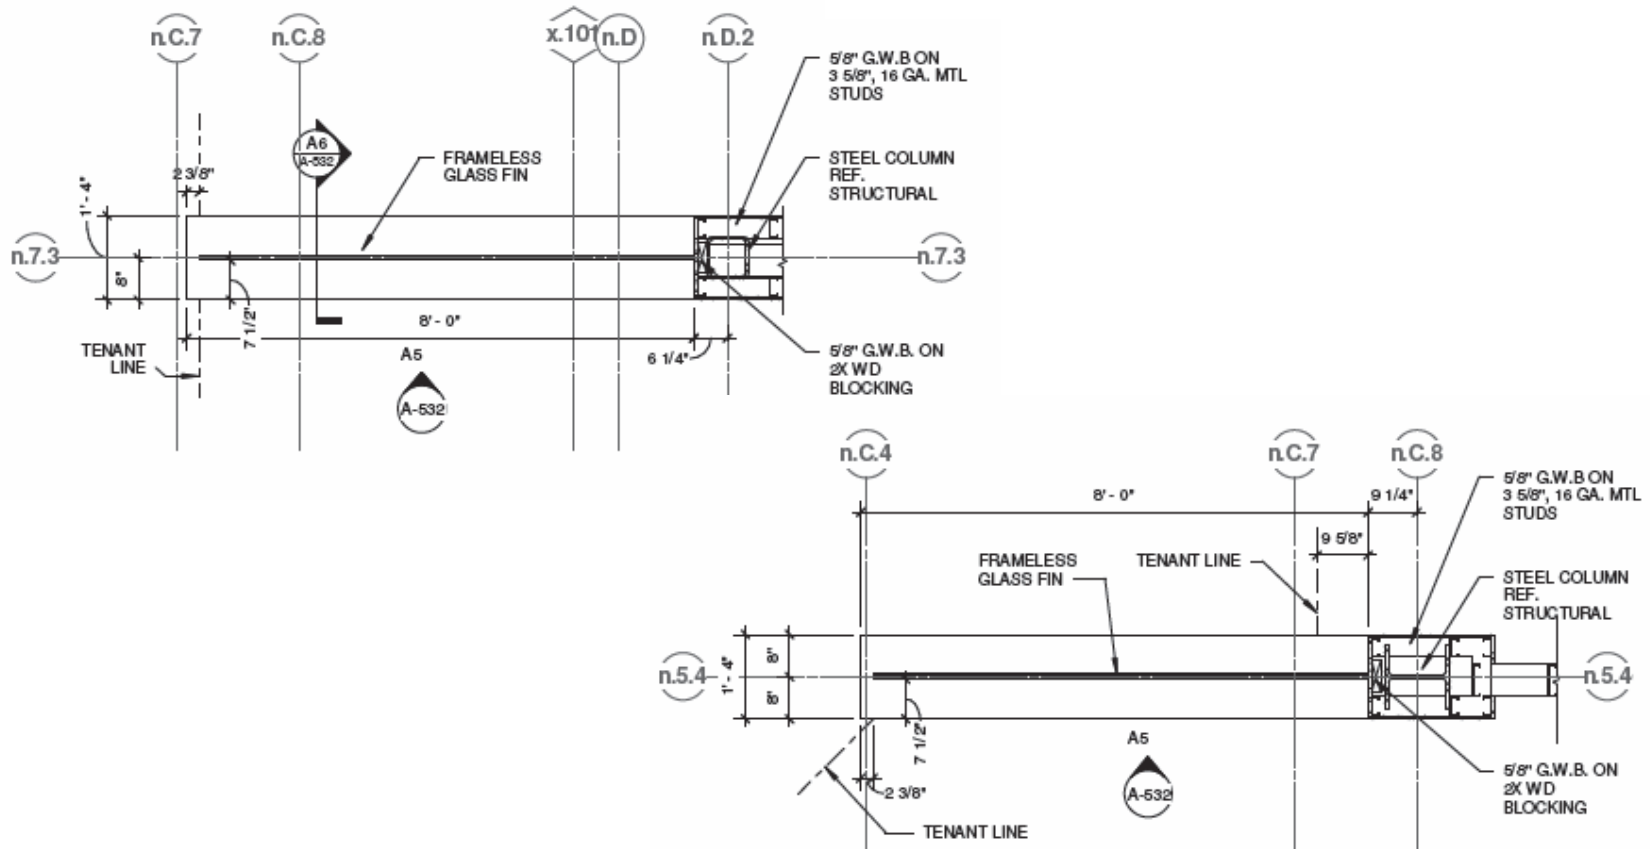 n.C.7
n.C.8
x.101
n.D
n.D.2
5/8" G.W.B ON
3 5/8", 16 GA. MTL
STUDS
A6
A-532
FRAMELESS
GLASS FIN
STEEL COLUMN
REF.
STRUCTURAL
2 3/8"
1' - 4"
n.7.3
n.7.3
8"
7 1/2"
8' - 0"
6 1/4"
TENANT
LINE
A5
A-532
5/8" G.W.B. ON
2X WD
BLOCKING
n.C.4
n.C.7
n.C.8
8' - 0"
9 1/4"
5/8" G.W.B ON
3 5/8", 16 GA. MTL
STUDS
9 5/8"
FRAMELESS
GLASS FIN
TENANT LINE
STEEL COLUMN
REF.
STRUCTURAL
n.5.4
1' - 4"
8"
8"
n.5.4
7 1/2"
A5
A-532
2 3/8"
TENANT LINE
5/8" G.W.B. ON
2X WD
BLOCKING